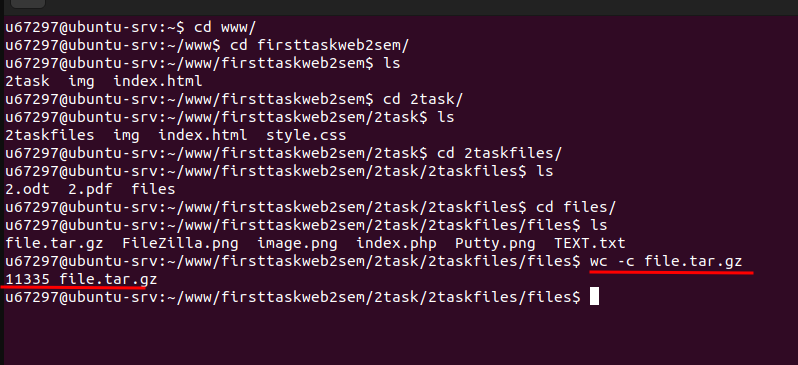 u67297@ubuntu-srv:~$ cd www/
u67297@ubuntu-srv:~/www$ cd firsttaskweb2sem/
u67297@ubuntu-srv:~/www/firsttaskweb2sem$ ls
2task  img  index.html
u67297@ubuntu-srv:~/www/firsttaskweb2sem$ cd 2task/
u67297@ubuntu-srv:~/www/firsttaskweb2sem/2task$ ls
2taskfiles  img  index.html  style.css
u67297@ubuntu-srv:~/www/firsttaskweb2sem/2task$ cd 2taskfiles/
u67297@ubuntu-srv:~/www/firsttaskweb2sem/2task/2taskfiles$ ls
2.odt  2.pdf  files
u67297@ubuntu-srv:~/www/firsttaskweb2sem/2task/2taskfiles$ cd files/
u67297@ubuntu-srv:~/www/firsttaskweb2sem/2task/2taskfiles/files$ ls
file.tar.gz  FileZilla.png  image.png  index.php  Putty.png  TEXT.txt
u67297@ubuntu-srv:~/www/firsttaskweb2sem/2task/2taskfiles/files$ wc -c file.tar.gz
11335 file.tar.gz
u67297@ubuntu-srv:~/www/firsttaskweb2sem/2task/2taskfiles/files$